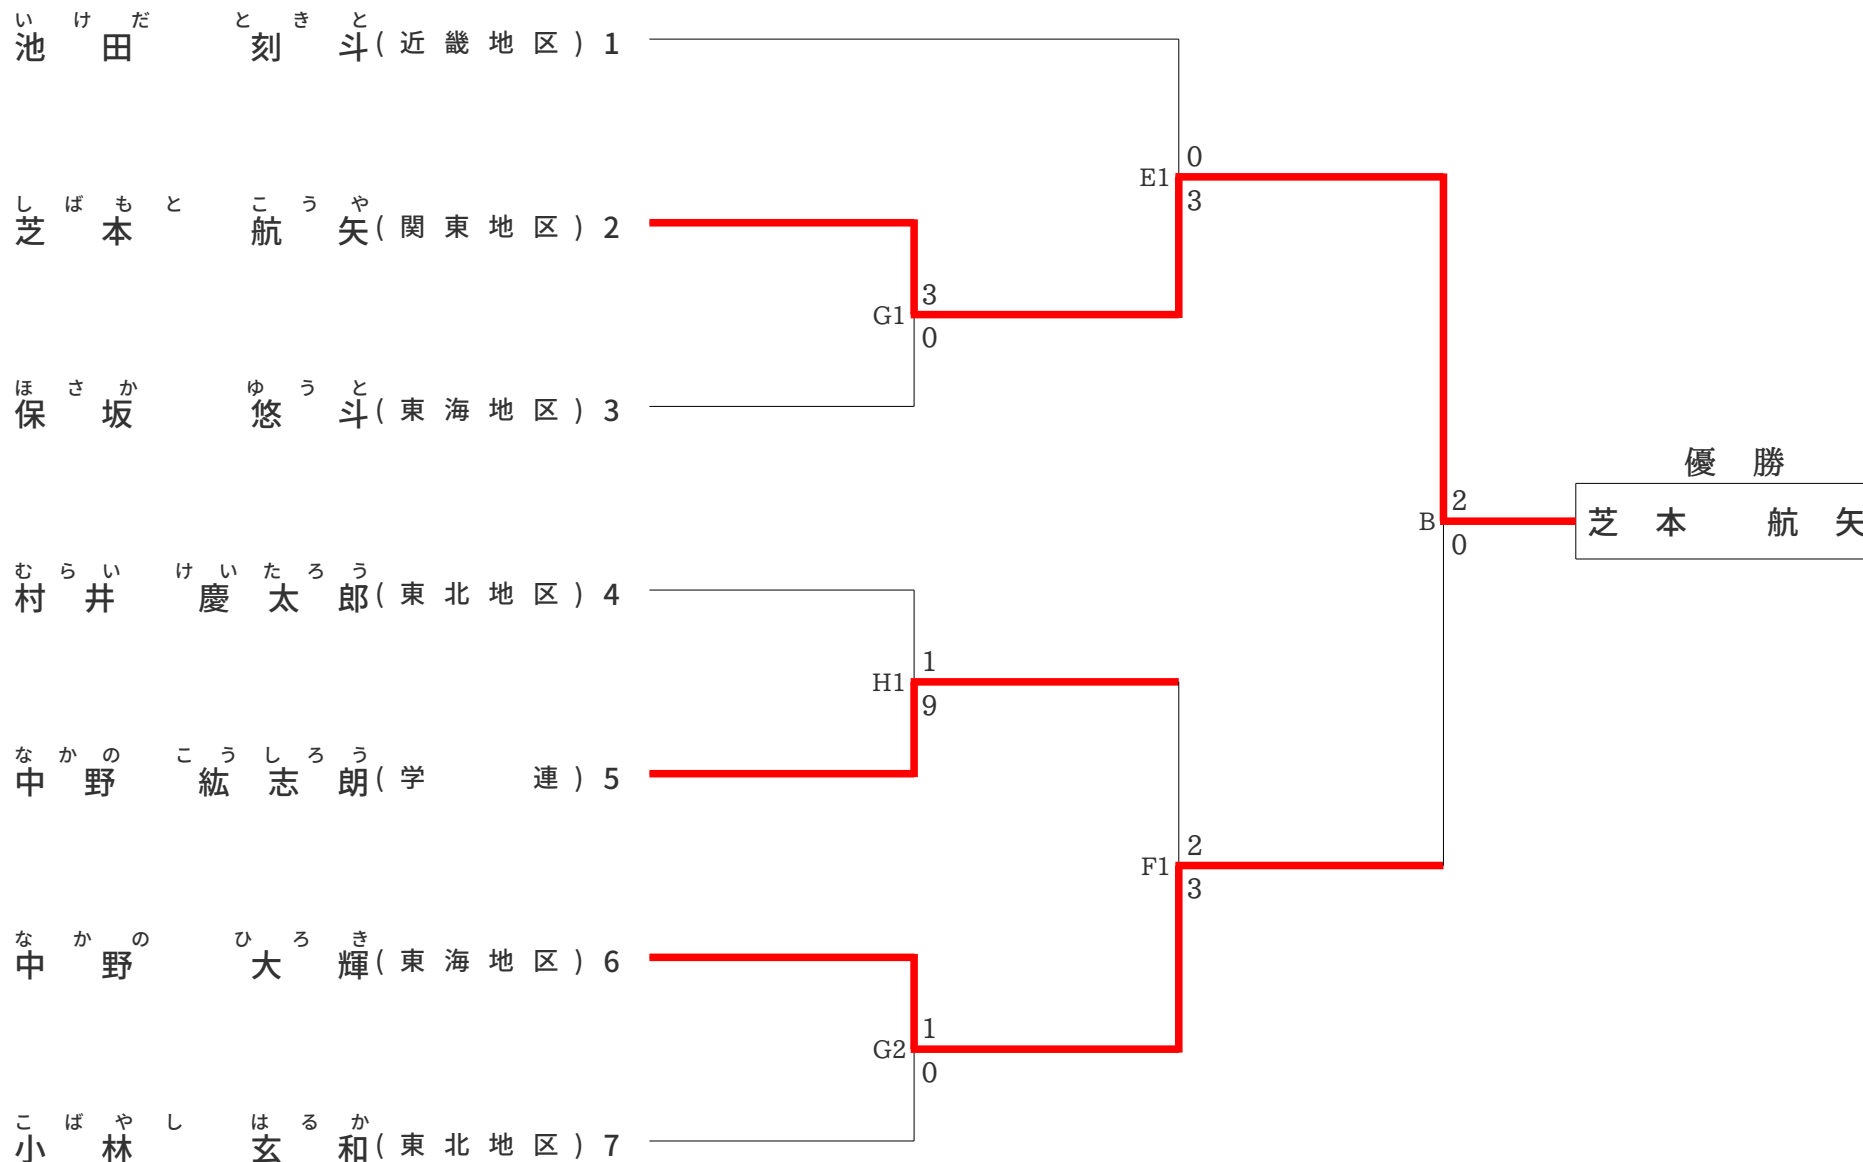 いけだ ときと
池田 刻斗(近畿地区)1
0
E1
3
しばもと こうや
芝本 航矢(関東地区)2
3
G1
0
ほさか ゆうと
保坂 悠斗(東海地区)3
優勝
2
B
芝本 航矢
0
むらい けいたろう
村井 慶太郎(東北地区)4
1
H1
9
なかの こうしろう
中野 紘志朗(学連)5
2
F1
3
なかの ひろき
中野 大輝(東海地区)6
1
G2
0
こばやし はるか
小林 玄和(東北地区)7